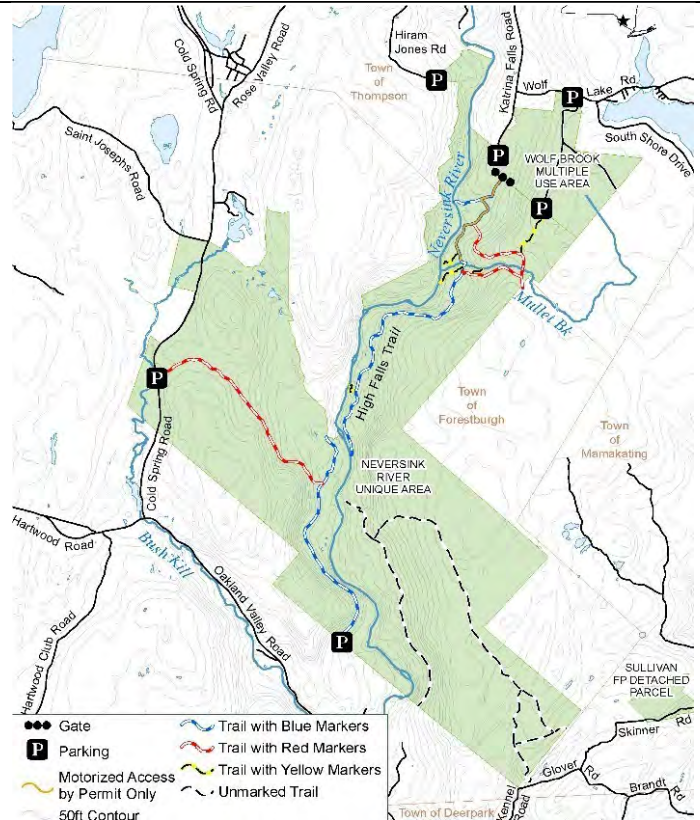 Hiram
Jones Rd
Cold Spring Rd
Rose Valley Road
Town
of
Thompson
P
Katrina Falls Road
Wolf
Lake
Rd
P
South Shore Drive
Saint Josephs Road
P
WOLF BROOK
MULTIPLE
USE AREA
P
Neversink River
Mullet Bk
P
High Falls Trail
Town
of
Forestburgh
Town
of
Mamakating
Cold Spring Road
NEVERSINK
RIVER
UNIQUE AREA
Hartwood Road
Bush Kill
Oakland Valley Road
Hartwood Club Road
P
SULLIVAN
FP DETACHED
PARCEL
Skinner
Rd
Glover
Rd
Brandt
Rd
Kennel
Road
Town of Deerpark
Gate
P
Parking
Motorized Access
by Permit Only
50ft Contour
Trail with Blue Markers
Trail with Red Markers
Trail with Yellow Markers
Unmarked Trail